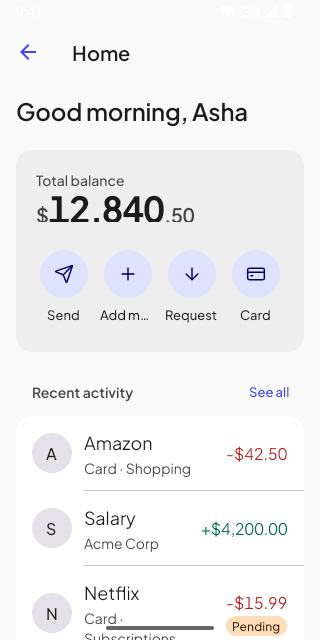 9:41
3G
Home
Good morning, Asha
Total balance
$12.840.50
Send
Add m…
Request
Card
Recent activity
See all
A
Amazon
Card · Shopping
-$42.50
S
Salary
Acme Corp
+$4,200.00
N
Netflix
Card ·
Subscriptions
-$15.99
Pending